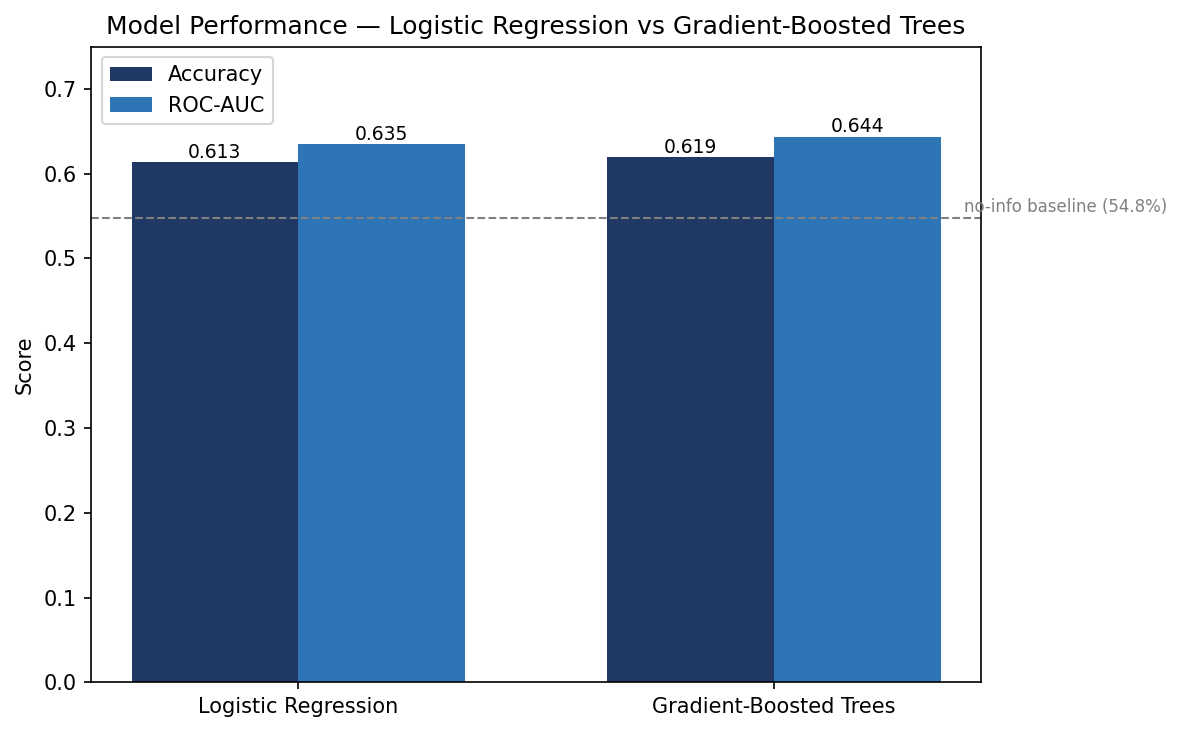 Model Performance — Logistic Regression vs Gradient-Boosted Trees
Accuracy
ROC-AUC
0.613
0.635
0.619
0.644
no-info baseline (54.8%)
Score
0.7
0.6
0.5
0.4
0.3
0.2
0.1
0.0
Logistic Regression
Gradient-Boosted Trees